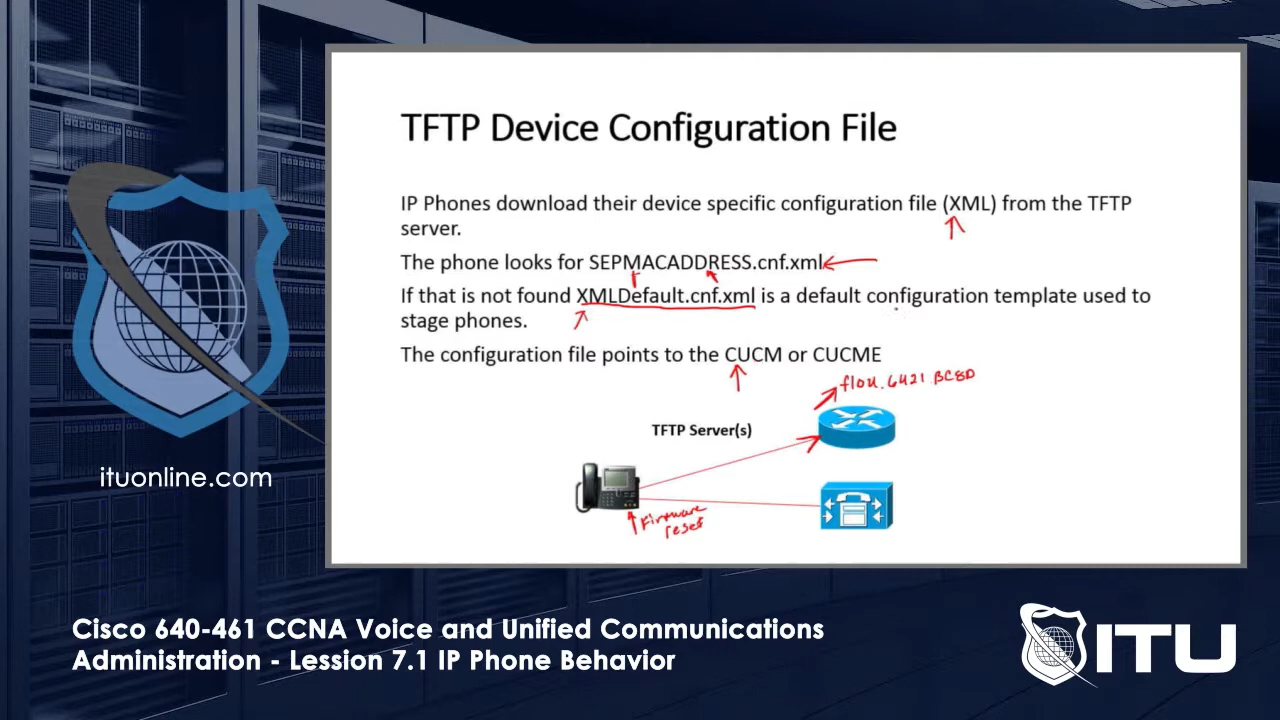 TFTP Device Configuration File
IP Phones download their device specific configuration file (XML) from the TFTP
server.
The phone looks for SEPMACADDRESS.cnf.xml
If that is not found XMLDefault.cnf.xml is a default configuration template used to
stage phones.
The configuration file points to the CUCM or CUCME
TFTP Server(s)
Firmware
reset
ituonline.com
Cisco 640-461 CCNA Voice and Unified Communications
Administration - Lession 7.1 IP Phone Behavior
ITU